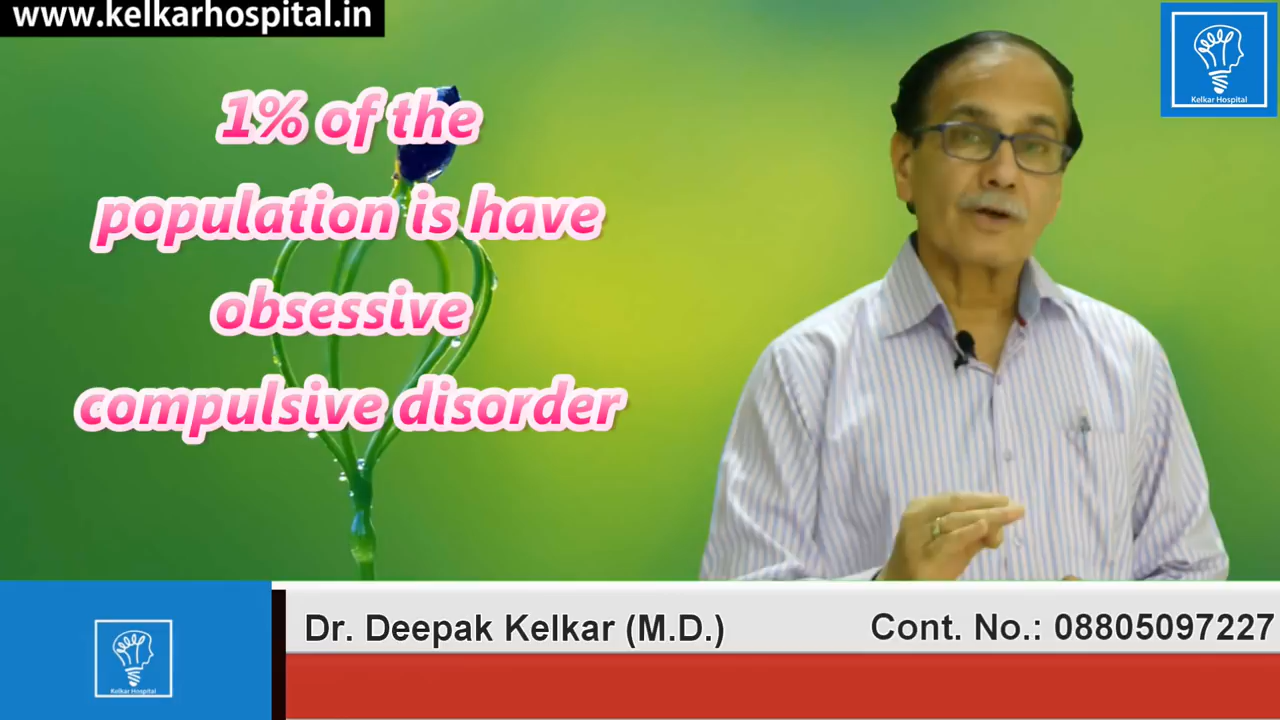 www.kelkarhospital.in
Kelkar Hospital
1% of the
population is have
obsessive
compulsive disorder
Kelkar Hospital
Dr. Deepak Kelkar (M.D.)
Cont. No.: 08805097227